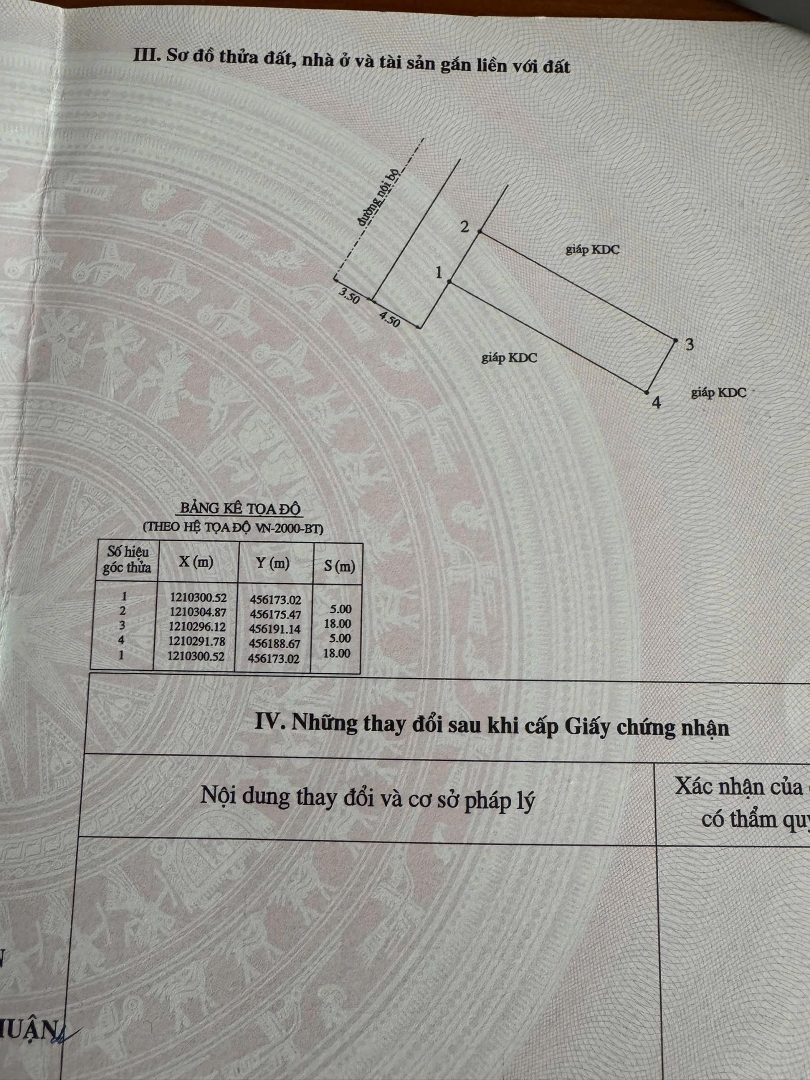 III. Sơ đồ thửa đất, nhà ở và tài sản gắn liền với đất
đường nội bộ
2
giáp KDC
1
3.50
4.50
giáp KDC
3
4
giáp KDC
BẢNG KÊ TỌA ĐỘ
(THEO HỆ TỌA ĐỘ VN-2000-BT)
Số hiệu góc thửa X (m) Y (m) S (m)
1 1210300.52 456173.02
5.00
2 1210304.87 456175.47
18.00
3 1210296.12 456191.14
5.00
4 1210291.78 456188.67
18.00
1 1210300.52 456173.02
IV. Những thay đổi sau khi cấp Giấy chứng nhận
Nội dung thay đổi và cơ sở pháp lý
Xác nhận của
có thẩm quy
HUẬN